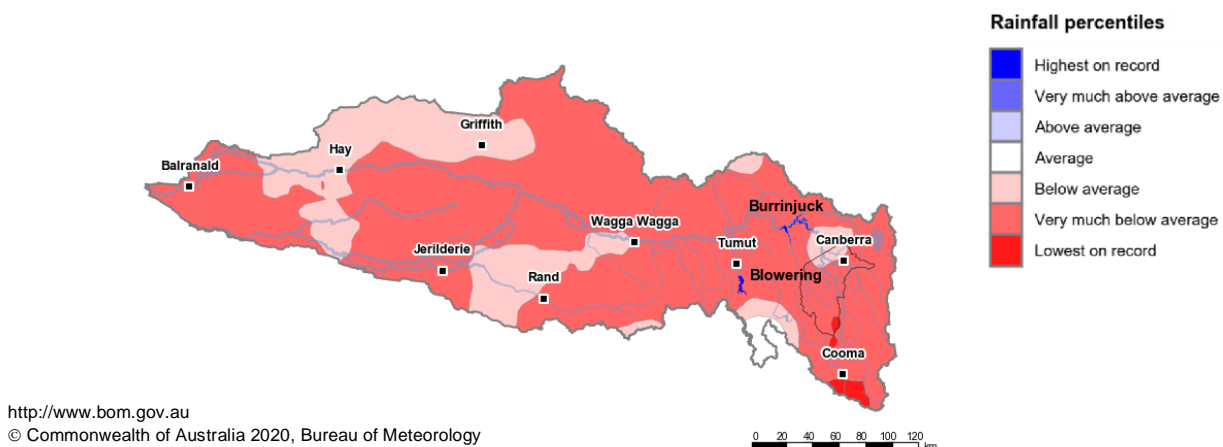 Rainfall percentiles
Highest on record
Very much above average
Above average
Average
Below average
Very much below average
Lowest on record
Griffith
Hay
Balranald
Burrinjuck
Wagga Wagga
Canberra
Tumut
Jerilderie
Blowering
Rand
Cooma
http://www.bom.gov.au
© Commonwealth of Australia 2020, Bureau of Meteorology
0 20 40 60 80 100 120
km